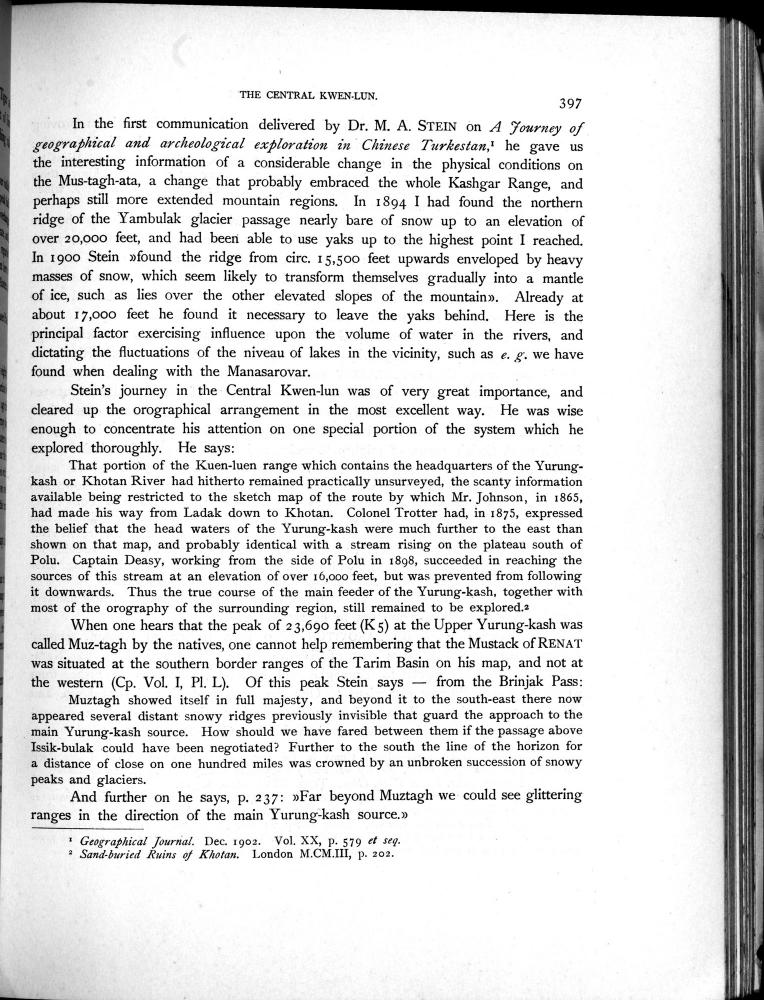 THE CENTRAL KWEN-LUN.
397
In the first communication delivered by Dr. M. A. STEIN on A Journey of
geographical and archeological exploration in Chinese Turkestan,¹ he gave us
the interesting information of a considerable change in the physical conditions on
the Mus-tagh-ata, a change that probably embraced the whole Kashgar Range, and
perhaps still more extended mountain regions. In 1894 I had found the northern
ridge of the Yambulak glacier passage nearly bare of snow up to an elevation of
over 20,000 feet, and had been able to use yaks up to the highest point I reached.
In 1900 Stein »found the ridge from circ. 15,500 feet upwards enveloped by heavy
masses of snow, which seem likely to transform themselves gradually into a mantle
of ice, such as lies over the other elevated slopes of the mountain». Already at
about 17,000 feet he found it necessary to leave the yaks behind. Here is the
principal factor exercising influence upon the volume of water in the rivers, and
dictating the fluctuations of the niveau of lakes in the vicinity, such as e. g. we have
found when dealing with the Manasarovar.
Stein's journey in the Central Kwen-lun was of very great importance, and
cleared up the orographical arrangement in the most excellent way. He was wise
enough to concentrate his attention on one special portion of the system which he
explored thoroughly. He says:
That portion of the Kuen-luen range which contains the headquarters of the Yurung-
kash or Khotan River had hitherto remained practically unsurveyed, the scanty information
available being restricted to the sketch map of the route by which Mr. Johnson, in 1865,
had made his way from Ladak down to Khotan. Colonel Trotter had, in 1875, expressed
the belief that the head waters of the Yurung-kash were much further to the east than
shown on that map, and probably identical with a stream rising on the plateau south of
Polu. Captain Deasy, working from the side of Polu in 1898, succeeded in reaching the
sources of this stream at an elevation of over 16,000 feet, but was prevented from following
it downwards. Thus the true course of the main feeder of the Yurung-kash, together with
most of the orography of the surrounding region, still remained to be explored.²
When one hears that the peak of 23,690 feet (K 5) at the Upper Yurung-kash was
called Muz-tagh by the natives, one cannot help remembering that the Mustack of RENAT
was situated at the southern border ranges of the Tarim Basin on his map, and not at
the western (Cp. Vol. I, Pl. L). Of this peak Stein says — from the Brinjak Pass:
Muztagh showed itself in full majesty, and beyond it to the south-east there now
appeared several distant snowy ridges previously invisible that guard the approach to the
main Yurung-kash source. How should we have fared between them if the passage above
Issik-bulak could have been negotiated? Further to the south the line of the horizon for
a distance of close on one hundred miles was crowned by an unbroken succession of snowy
peaks and glaciers.
And further on he says, p. 237: »Far beyond Muztagh we could see glittering
ranges in the direction of the main Yurung-kash source.»
¹ Geographical Journal. Dec. 1902. Vol. XX, p. 579 et seq.
² Sand-buried Ruins of Khotan. London M.CM.III, p. 202.